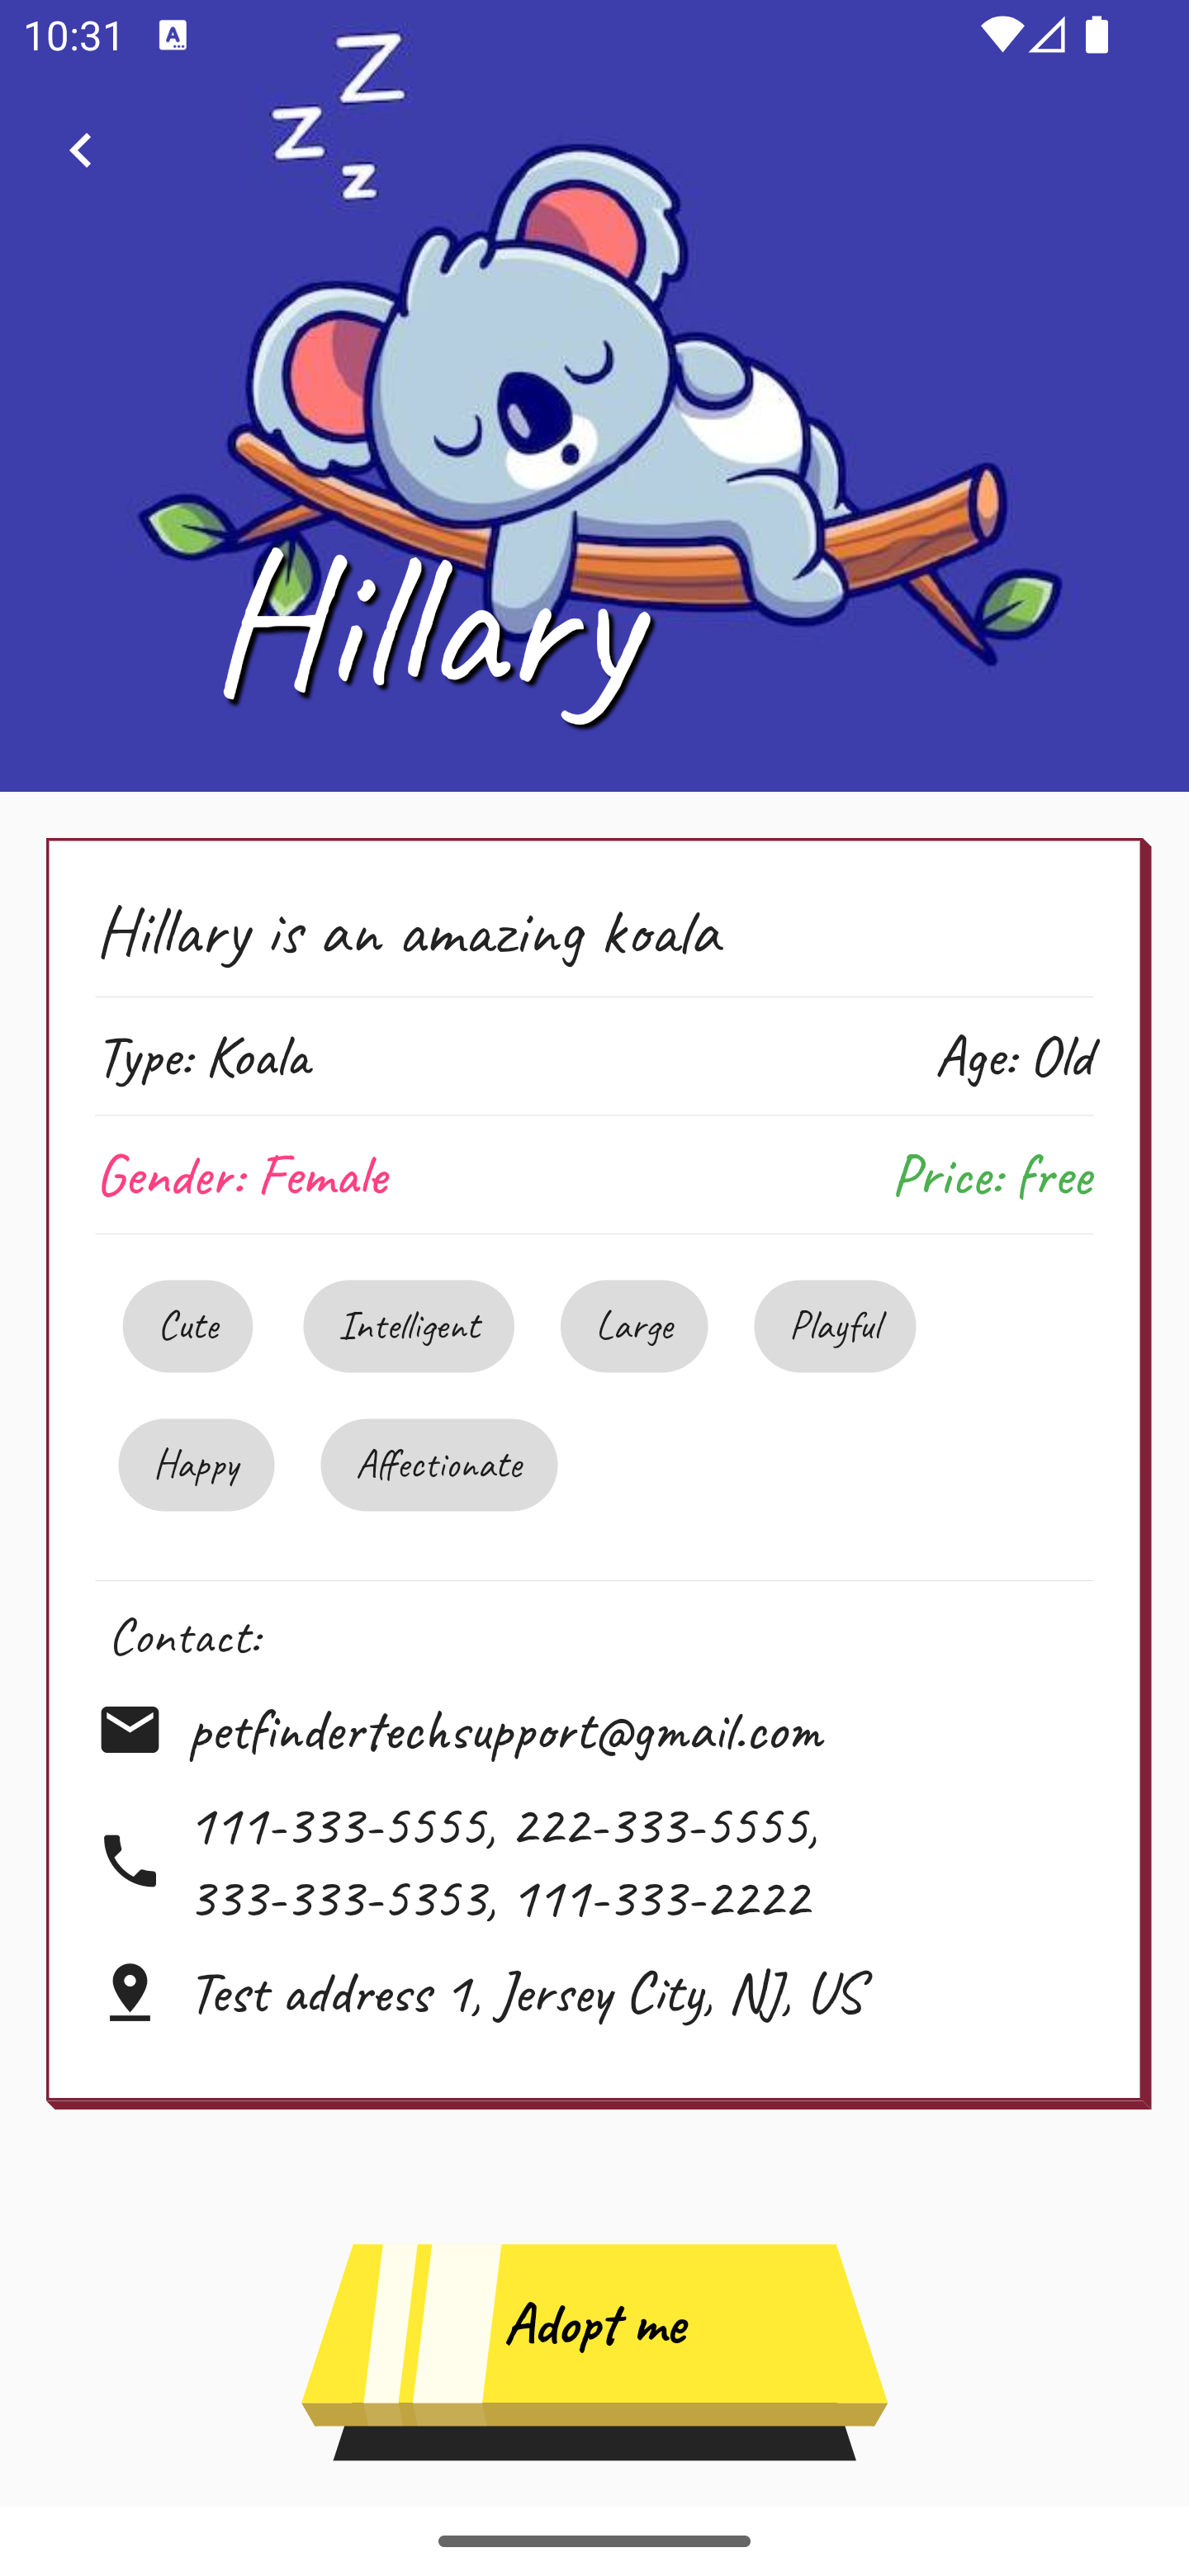 10:31
Z
Z
Z
Hillary
Hillary is an amazing koala
Type: Koala Age: Old
Gender: Female Price: free
Cute Intelligent Large Playful
Happy Affectionate
Contact:
petfindertechsupport@gmail.com
111-333-5555, 222-333-5555,
333-333-5353, 111-333-2222
Test address 1, Jersey City, NJ, US
Adopt me